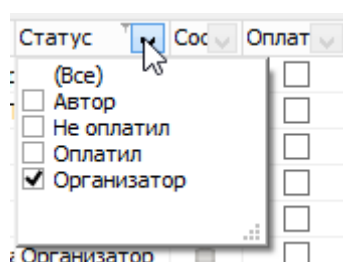 Статус Сос Оплат
(Все)
Автор
Не оплатил
Оплатил
Организатор
Организатор